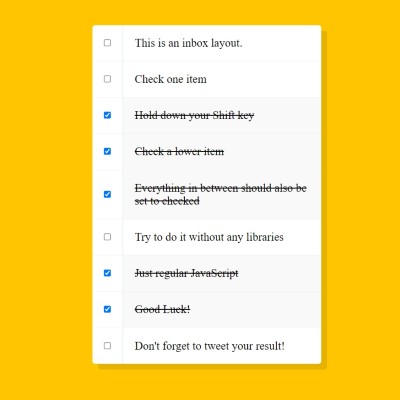 This is an inbox layout.
Check one item
Hold down your Shift key
Check a lower item
Everything in between should also be
set to checked
Try to do it without any libraries
Just regular JavaScript
Good Luck!
Don't forget to tweet your result!